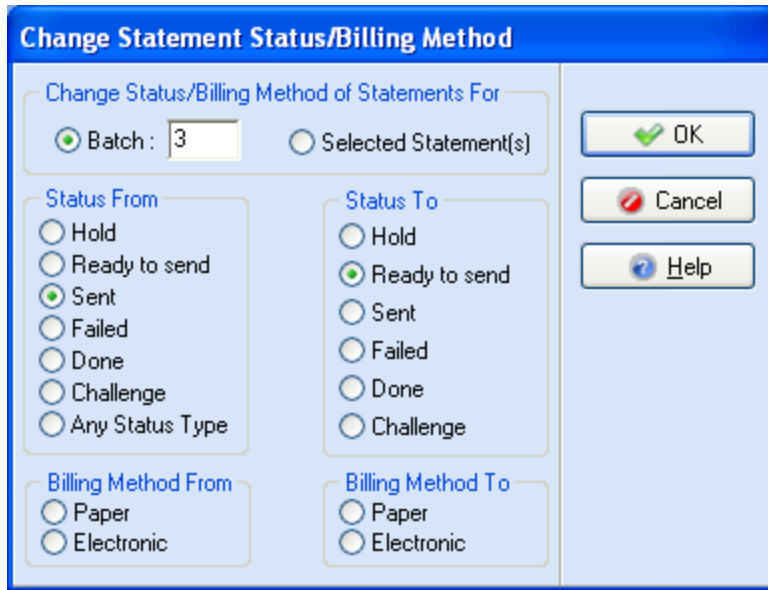 Change Statement Status/Billing Method
Change Status/Billing Method of Statements For
Batch : 3
Selected Statement(s)
Status From
Hold
Ready to send
Sent
Failed
Done
Challenge
Any Status Type
Status To
Hold
Ready to send
Sent
Failed
Done
Challenge
Billing Method From
Paper
Electronic
Billing Method To
Paper
Electronic
OK
Cancel
Help